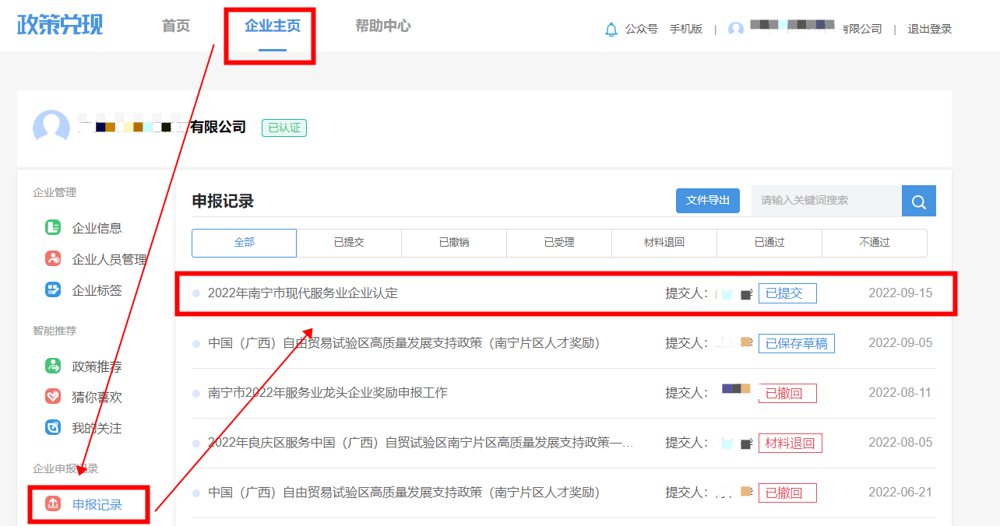 政策兑现 首页 企业主页 帮助中心 公众号 手机版 | 有限公司 | 退出登录
有限公司 已认证
企业管理
企业信息
企业人员管理
企业标签
智能推荐
政策推荐
猜你喜欢
我的关注
企业申报记录
申报记录
申报记录 文件导出 请输入关键词搜索
全部 已提交 已撤销 已受理 材料退回 已通过 不通过
2022年南宁市现代服务业企业认定 提交人: 已提交 2022-09-15
中国（广西）自由贸易试验区高质量发展支持政策（南宁片区人才奖励） 提交人: 已保存草稿 2022-09-05
南宁市2022年服务业龙头企业奖励申报工作 提交人: 已撤回 2022-08-11
2022年良庆区服务中国（广西）自贸试验区南宁片区高质量发展支持政策—... 提交人: 材料退回 2022-08-05
中国（广西）自由贸易试验区高质量发展支持政策（南宁片区人才奖励） 提交人: 已撤回 2022-06-21